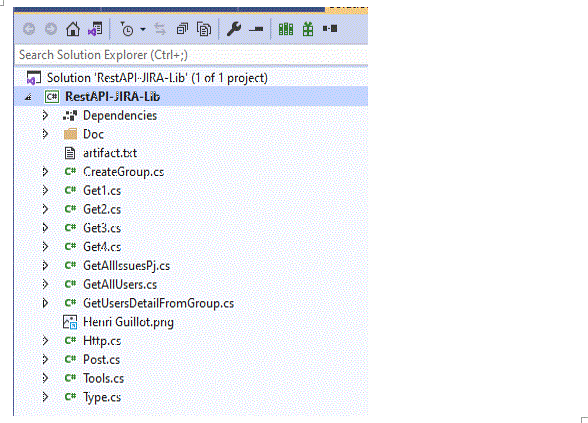 Search Solution Explorer (Ctrl+;)
Solution 'RestAPI-JIRA-Lib' (1 of 1 project)
C# RestAPI-JIRA-Lib
Dependencies
Doc
artifact.txt
C# CreateGroup.cs
C# Get1.cs
C# Get2.cs
C# Get3.cs
C# Get4.cs
C# GetAllIssuesPj.cs
C# GetAllUsers.cs
C# GetUsersDetailFromGroup.cs
Henri Guillot.png
C# Http.cs
C# Post.cs
C# Tools.cs
C# Type.cs